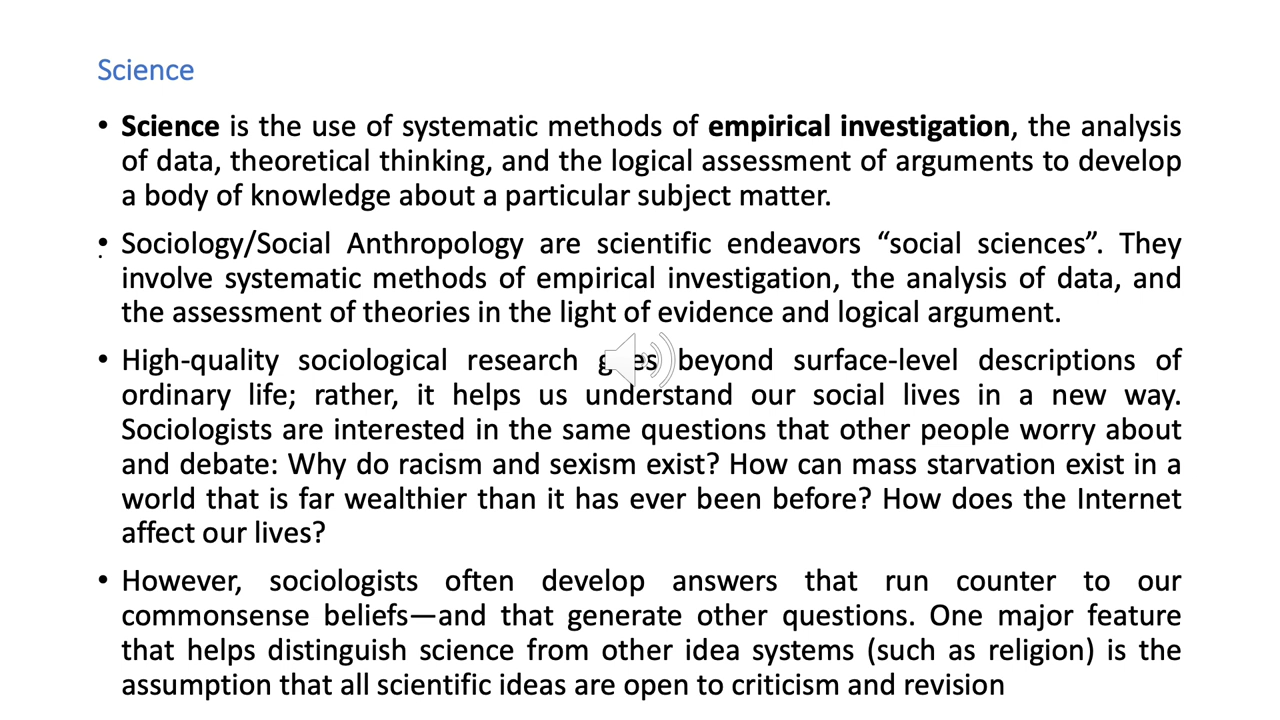 Science
• Science is the use of systematic methods of empirical investigation, the analysis
of data, theoretical thinking, and the logical assessment of arguments to develop
a body of knowledge about a particular subject matter.
• Sociology/Social Anthropology are scientific endeavors “social sciences”. They
involve systematic methods of empirical investigation, the analysis of data, and
the assessment of theories in the light of evidence and logical argument.
• High-quality sociological research goes beyond surface-level descriptions of
ordinary life; rather, it helps us understand our social lives in a new way.
Sociologists are interested in the same questions that other people worry about
and debate: Why do racism and sexism exist? How can mass starvation exist in a
world that is far wealthier than it has ever been before? How does the Internet
affect our lives?
• However, sociologists often develop answers that run counter to our
commonsense beliefs—and that generate other questions. One major feature
that helps distinguish science from other idea systems (such as religion) is the
assumption that all scientific ideas are open to criticism and revision